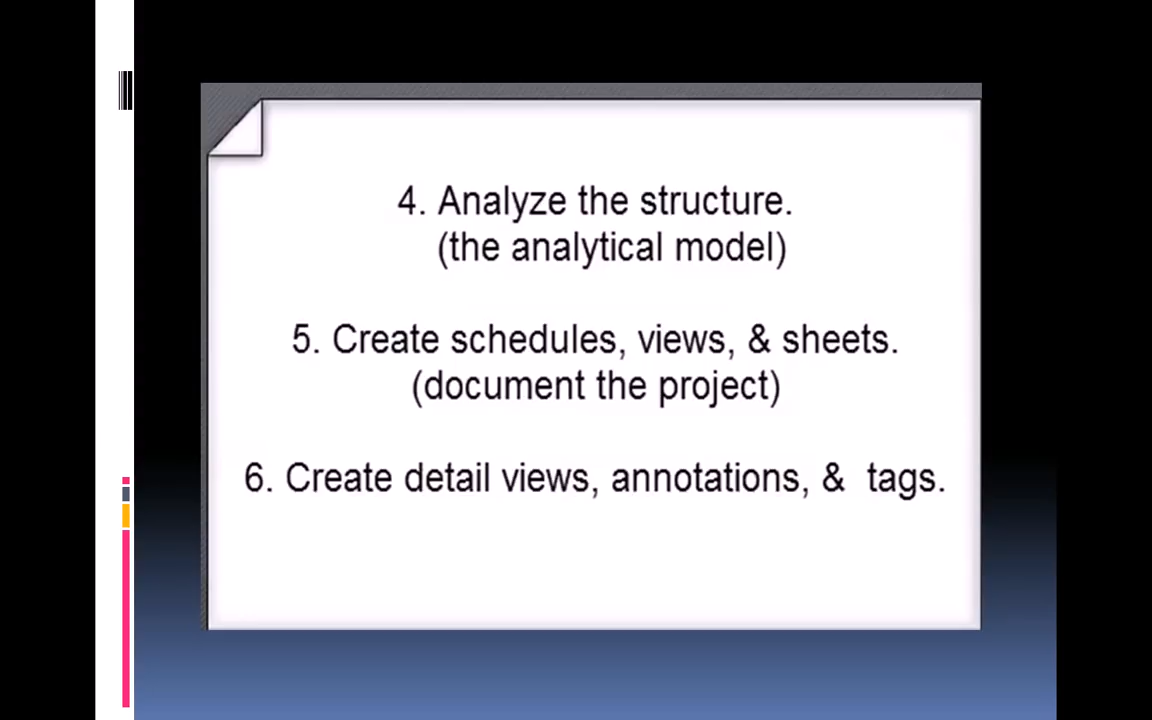 4. Analyze the structure.
(the analytical model)
5. Create schedules, views, & sheets.
(document the project)
6. Create detail views, annotations, & tags.